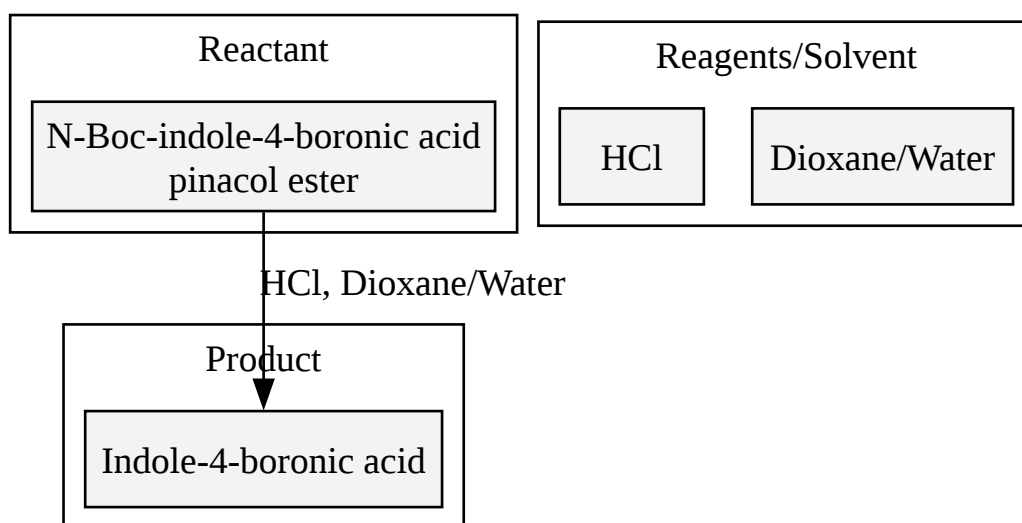 Reactant
N-Boc-indole-4-boronic acid
pinacol ester
Reagents/Solvent
HCl
Dioxane/Water
HCl, Dioxane/Water
Product
Indole-4-boronic acid